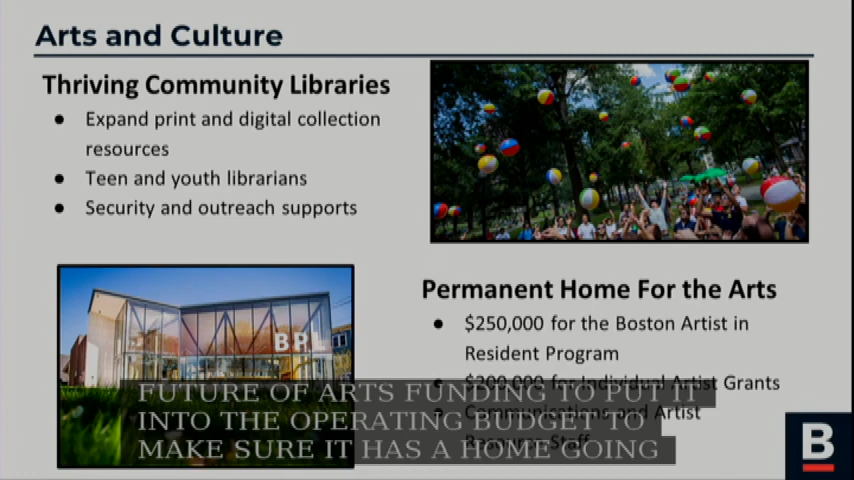 Arts and Culture
Thriving Community Libraries
● Expand print and digital collection
resources
● Teen and youth librarians
● Security and outreach supports
BPL
Permanent Home For the Arts
● $250,000 for the Boston Artist in
Resident Program
● $200,000 for Individual Artist Grants
● Communications and Artist
Resource Staff
FUTURE OF ARTS FUNDING TO PUT IT
INTO THE OPERATING BUDGET TO
MAKE SURE IT HAS A HOME GOING
B